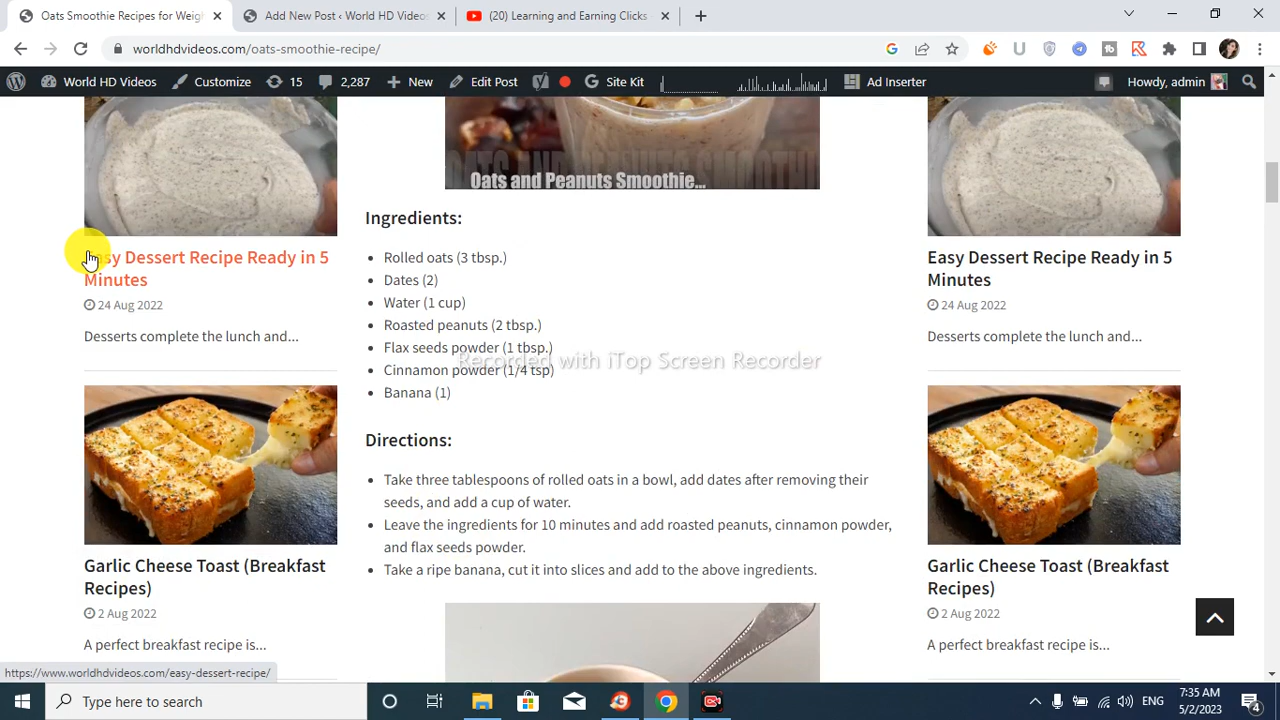 Oats Smoothie Recipes for Weigh
Add New Post ‹ World HD Videos
(20) Learning and Earning Clicks -
worldhdvideos.com/oats-smoothie-recipe/
World HD Videos
Customize
15
2,287
New
Edit Post
Site Kit
Ad Inserter
Howdy, admin
Oats and Peanuts Smoothie...
Easy Dessert Recipe Ready in 5
Minutes
24 Aug 2022
Desserts complete the lunch and...
Garlic Cheese Toast (Breakfast
Recipes)
2 Aug 2022
A perfect breakfast recipe is...
Ingredients:
Rolled oats (3 tbsp.)
Dates (2)
Water (1 cup)
Roasted peanuts (2 tbsp.)
Flax seeds powder (1 tbsp.)
Cinnamon powder (1/4 tsp)
Banana (1)
Recorded with iTop Screen Recorder
Directions:
Take three tablespoons of rolled oats in a bowl, add dates after removing their
seeds, and add a cup of water.
Leave the ingredients for 10 minutes and add roasted peanuts, cinnamon powder,
and flax seeds powder.
Take a ripe banana, cut it into slices and add to the above ingredients.
Easy Dessert Recipe Ready in 5
Minutes
24 Aug 2022
Desserts complete the lunch and...
Garlic Cheese Toast (Breakfast
Recipes)
2 Aug 2022
A perfect breakfast recipe is...
https://www.worldhdvideos.com/easy-dessert-recipe/
Type here to search
ENG
7:35 AM
5/2/2023
4